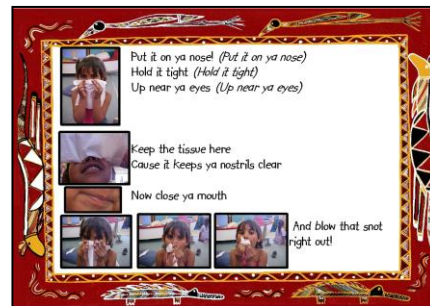 Put it on ya nose! (Put it on ya nose)
Hold it tight (Hold it tight)
Up near ya eyes (Up near ya eyes)
Keep the tissue here
Cause it keeps ya nostrils clear
Now close ya mouth
And blow that snot
right out!